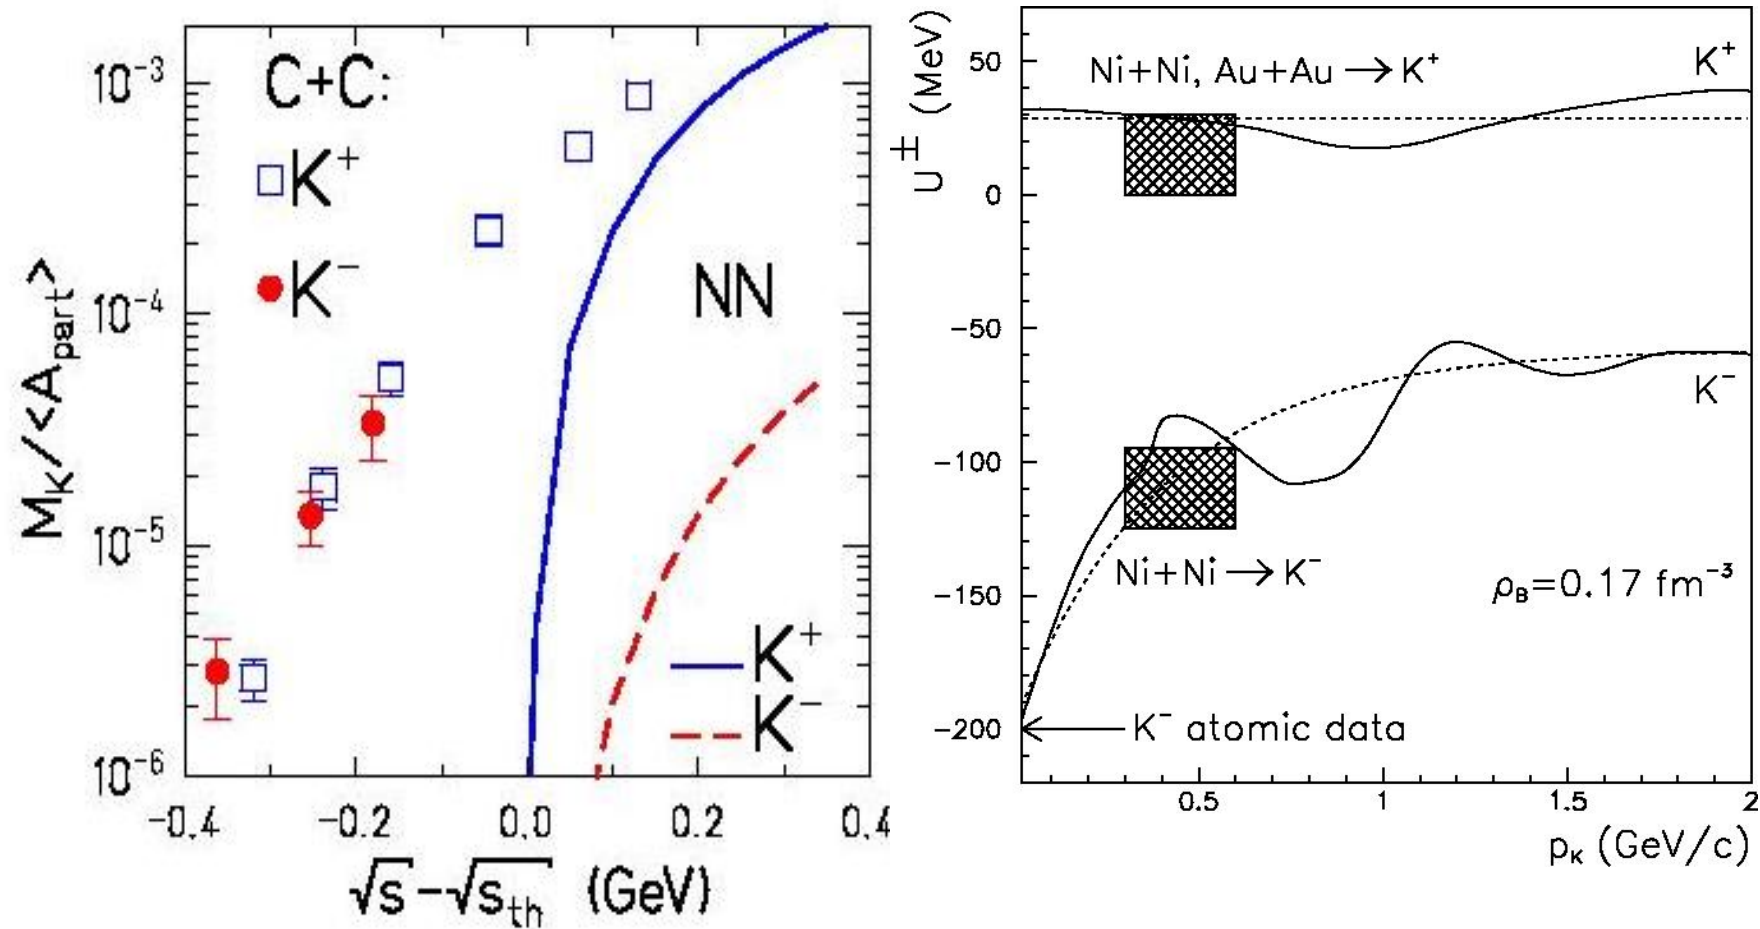 C+C:
K⁺
K⁻
NN
K⁺
K⁻
10⁻³
10⁻⁴
10⁻⁵
10⁻⁶
M_K/<A_part>
-0.4 -0.2 0.0 0.2 0.4
√s-√s_th (GeV)
Ni+Ni, Au+Au → K⁺
K⁺
K⁻
Ni+Ni → K⁻
ρ_B=0.17 fm⁻³
K⁻ atomic data
U^± (MeV)
50
0
-50
-100
-150
-200
0.5 1 1.5 2
p_K (GeV/c)